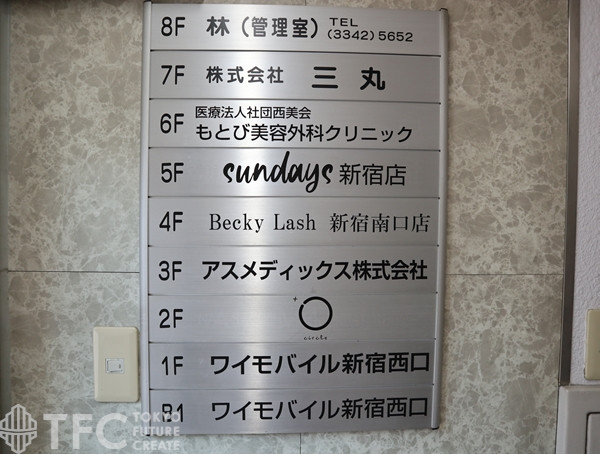 8F 林（管理室） TEL (3342) 5652
7F 株式会社 三丸
医療法人社団西美会
6F もとび美容外科クリニック
5F sundays 新宿店
4F Becky Lash 新宿南口店
3F アスメディックス株式会社
2F
1F ワイモバイル新宿西口
B1 ワイモバイル新宿西口
TFC TOKYO
FUTURE
CREATE